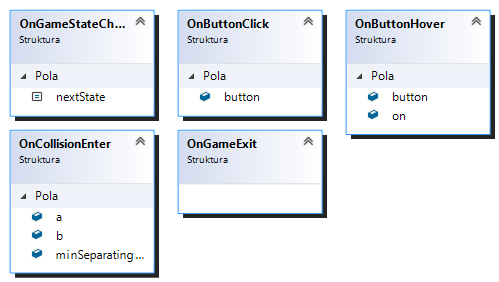 OnGameStateCh...
Struktura
Pola
nextState
OnButtonClick
Struktura
Pola
button
OnButtonHover
Struktura
Pola
button
on
OnCollisionEnter
Struktura
Pola
a
b
minSeparating...
OnGameExit
Struktura